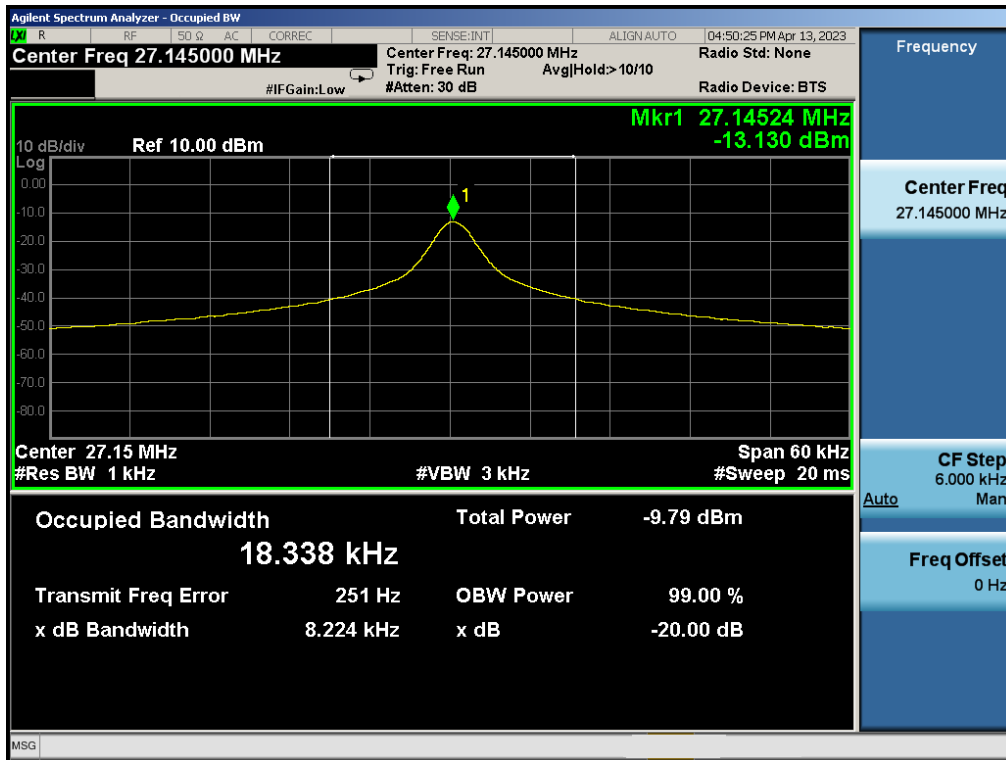 Agilent Spectrum Analyzer - Occupied BW
LXI R RF 50 Ω AC CORREC SENSE:INT ALIGN AUTO 04:50:25 PM Apr 13, 2023
Center Freq 27.145000 MHz
Center Freq: 27.145000 MHz
Radio Std: None
Trig: Free Run
Avg|Hold:> 10/10
#IFGain:Low
#Atten: 30 dB
Radio Device: BTS
Mkr1 27.14524 MHz
-13.130 dBm
10 dB/div
Ref 10.00 dBm
Log
0.00
-10.0
-20.0
-30.0
-40.0
-50.0
-60.0
-70.0
-80.0
1
Center 27.15 MHz
Span 60 kHz
#Res BW 1 kHz
#VBW 3 kHz
#Sweep 20 ms
Occupied Bandwidth
Total Power
-9.79 dBm
18.338 kHz
Transmit Freq Error
251 Hz
OBW Power
99.00 %
x dB Bandwidth
8.224 kHz
x dB
-20.00 dB
Frequency
Center Freq
27.145000 MHz
CF Step
6.000 kHz
Auto Man
Freq Offset
0 Hz
MSG